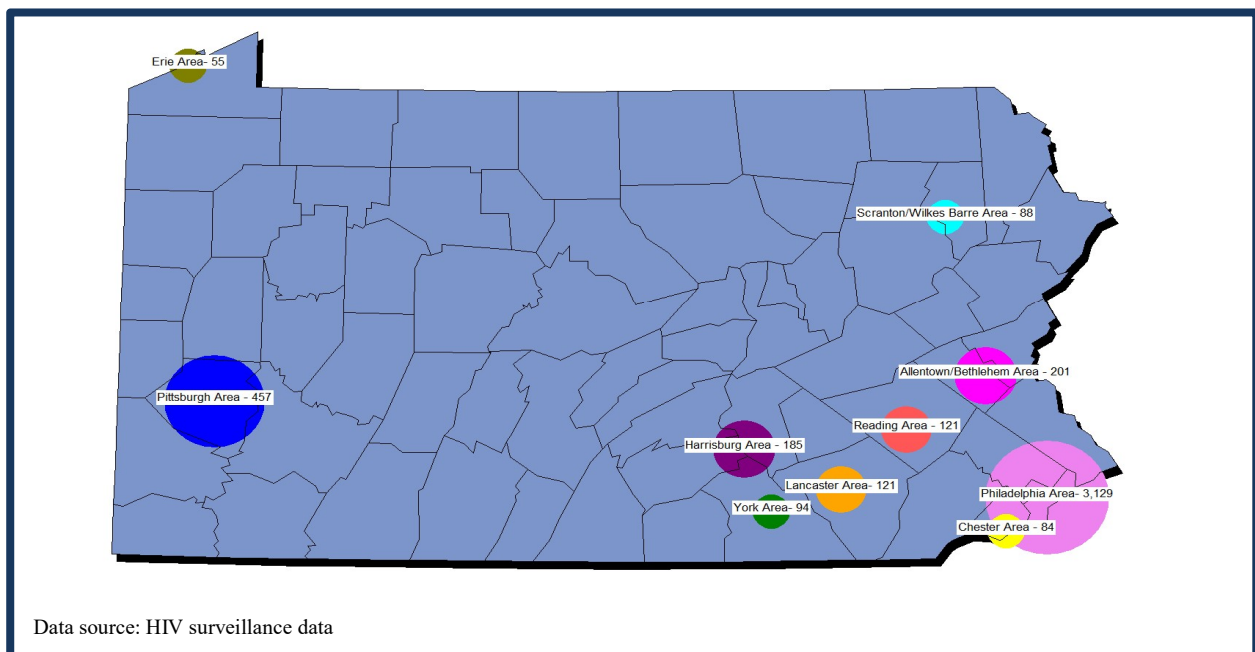 Erie Area- 55
Scranton/Wilkes Barre Area - 88
Allentown/Bethlehem Area - 201
Pittsburgh Area - 457
Reading Area - 121
Harrisburg Area - 185
Lancaster Area- 121
Philadelphia Area- 3,129
York Area- 94
Chester Area - 84
Data source: HIV surveillance data